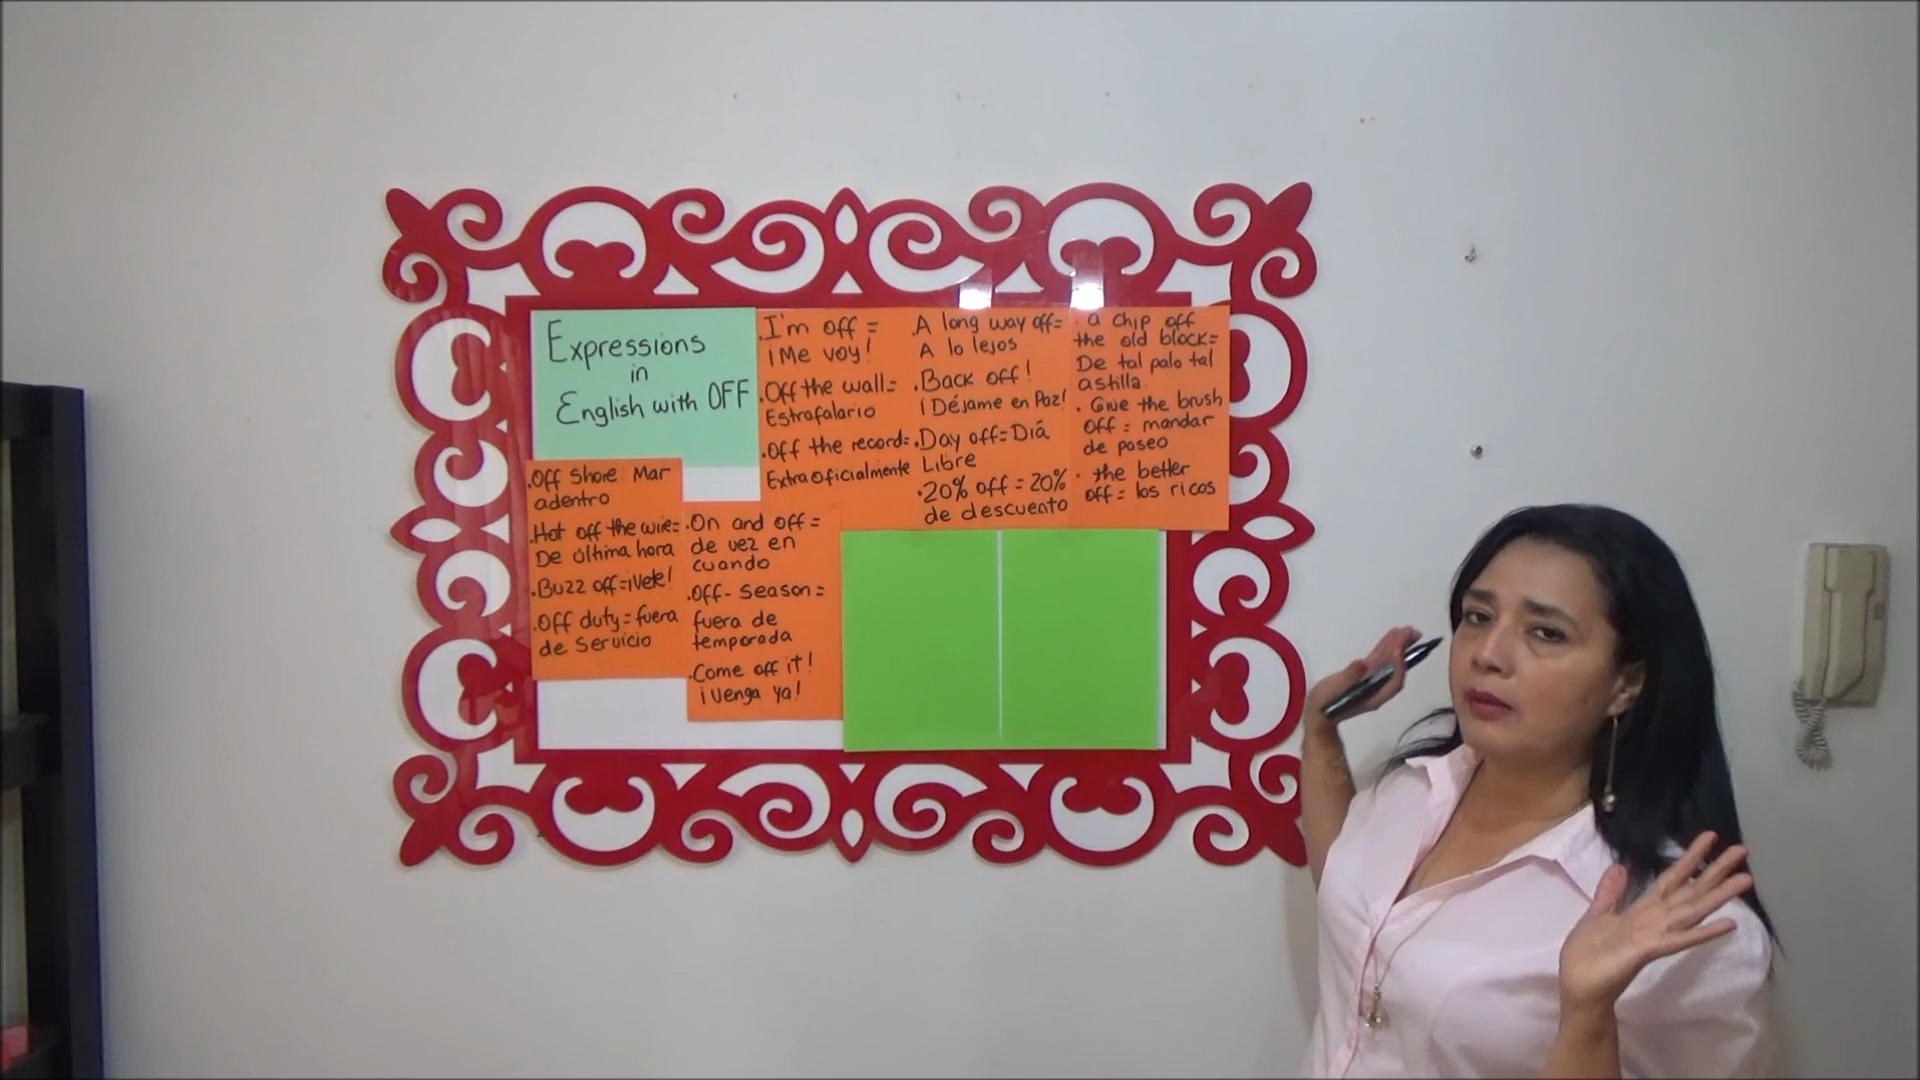 Expressions
in
English with OFF
.I'm off =
¡Me voy!
.Off the wall=
Estrafalario
.Off the record=
Extraoficialmente
.A long way off=
A lo lejos
.Back off!
¡Déjame en Paz!
.Day off=Diá
Libre
.20% off = 20%
de descuento
. a chip off
the old block=
De tal palo tal
astilla.
. Give the brush
off = mandar
de paseo
. the better
off = los ricos
.Off Shore: Mar
adentro
.Hot off the wire=
De última hora
.Buzz off=¡Vete!
.Off duty=fuera
de Servicio
.On and off =
de vez en
cuando
.Off-Season=
fuera de
temporada
.Come off it!
¡Venga ya!